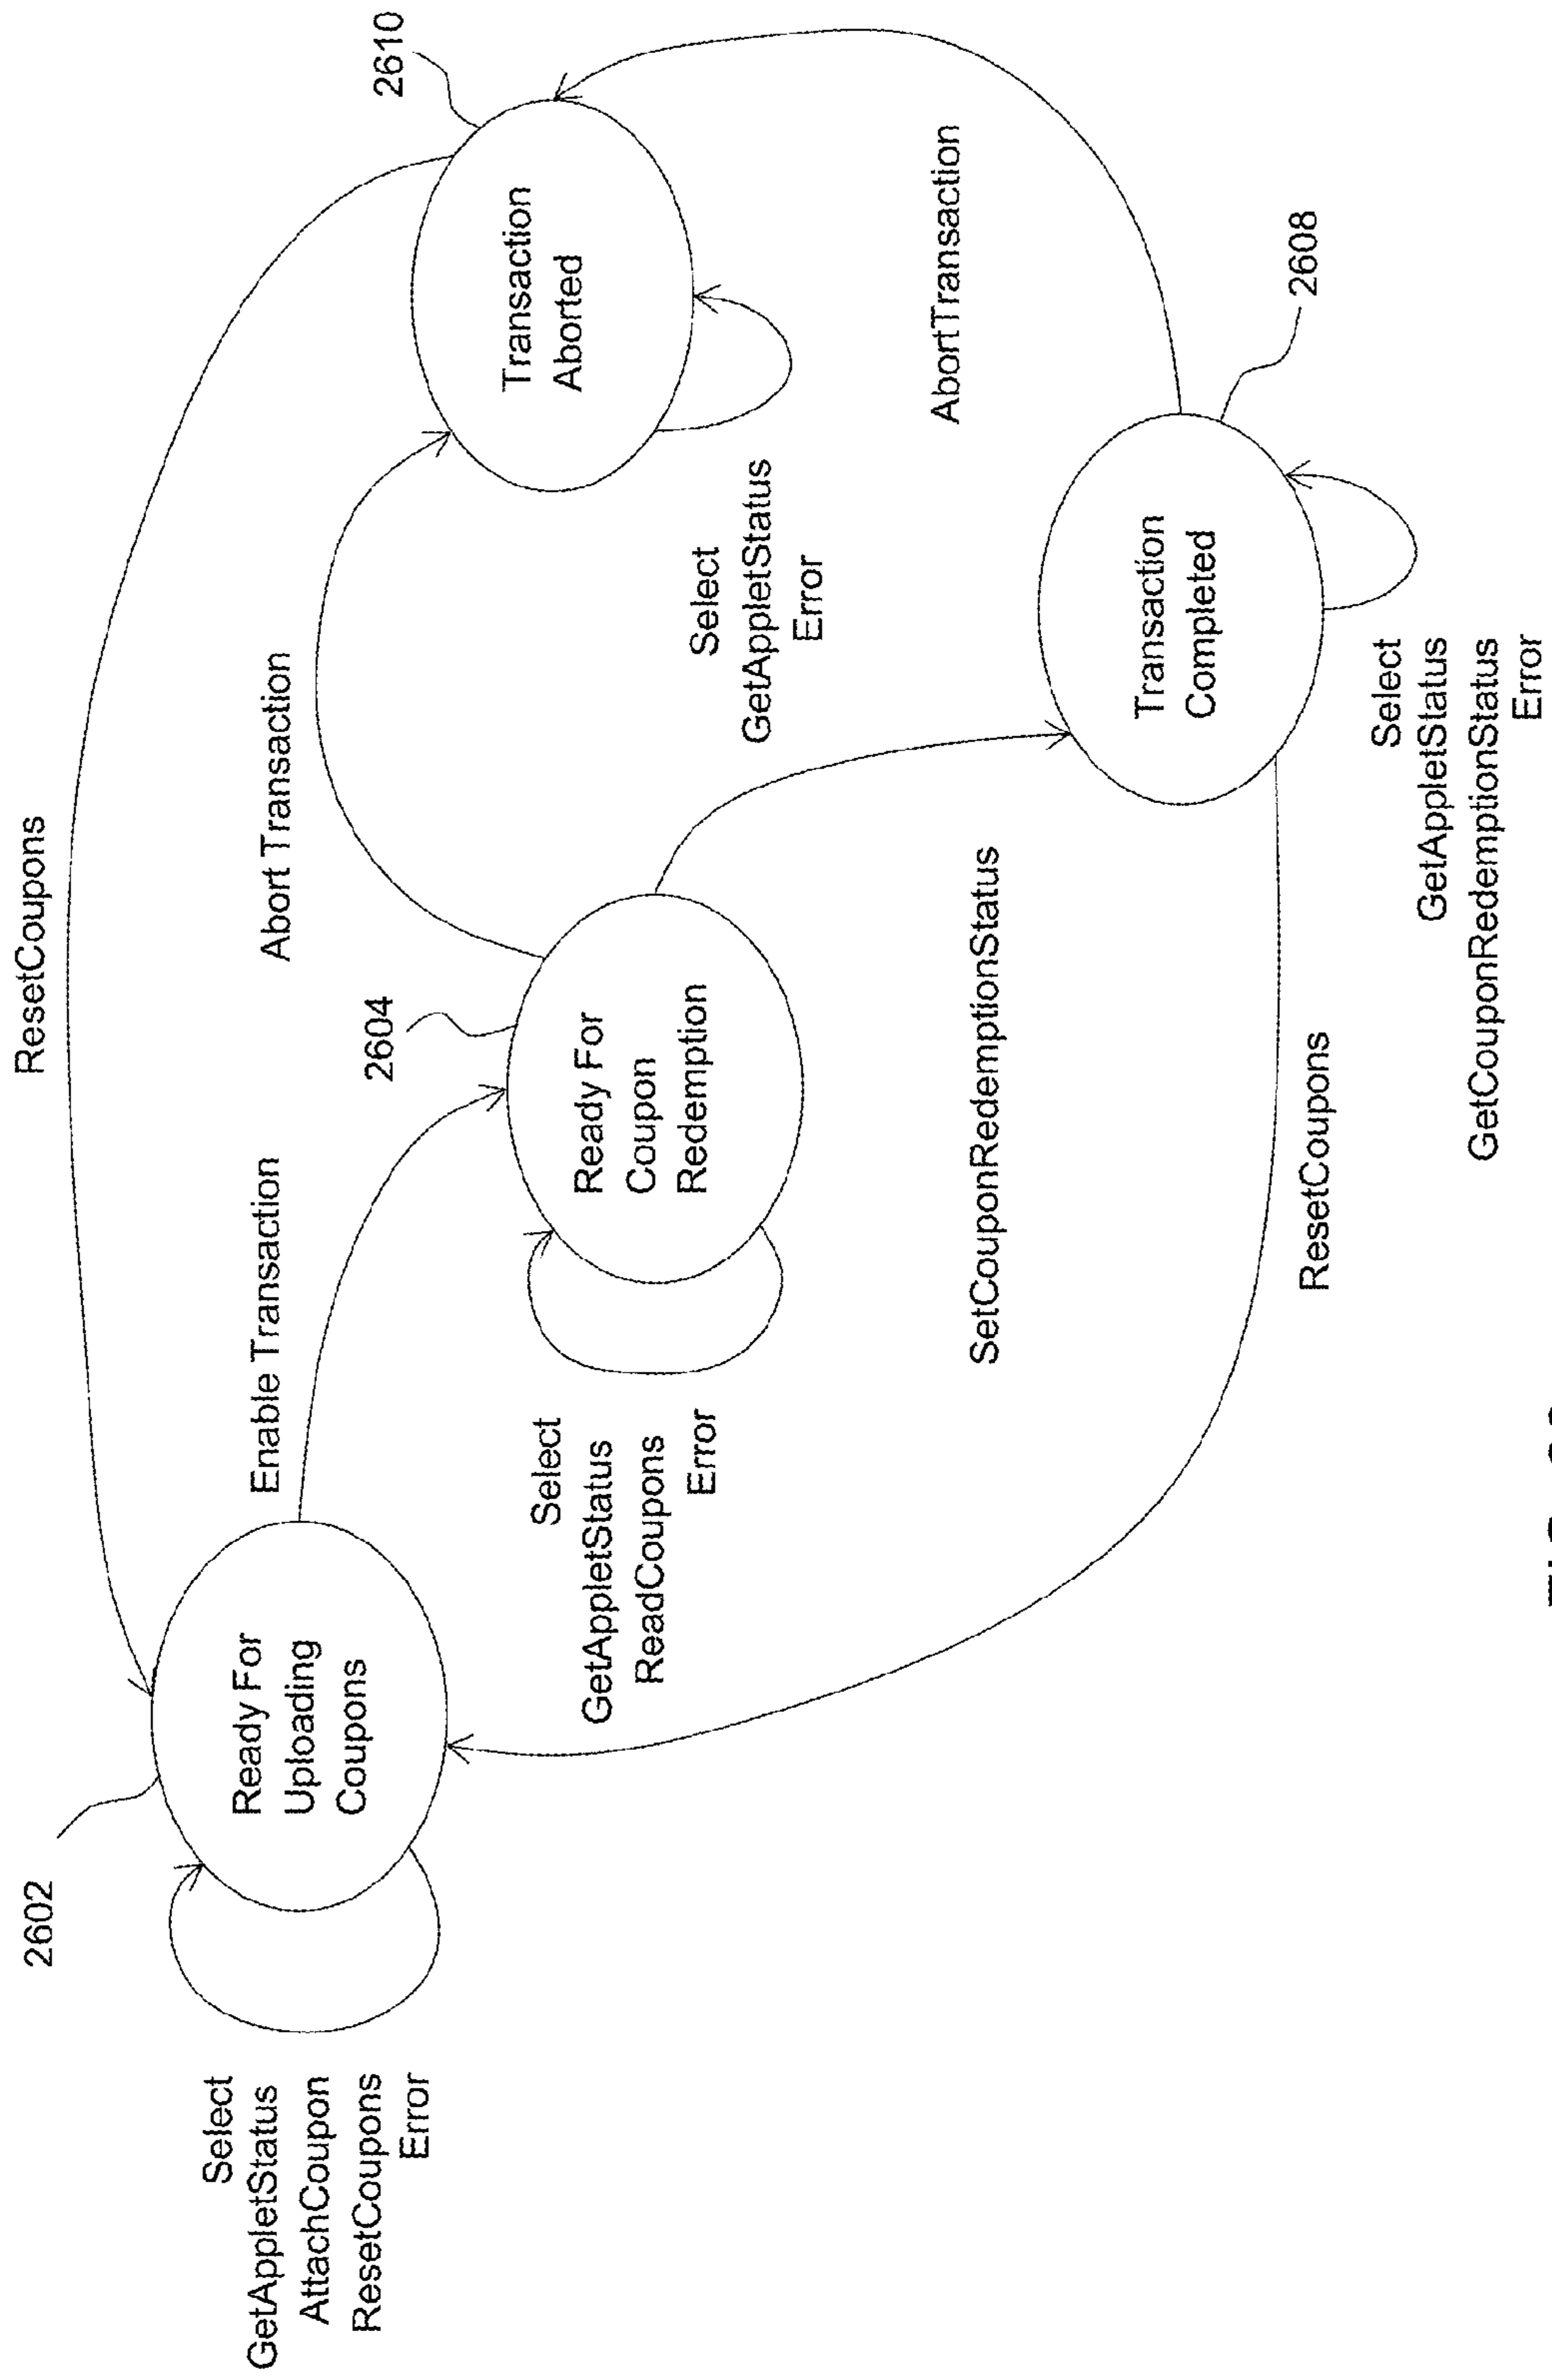 2602
Ready For
Uploading
Coupons
Select
GetAppletStatus
AttachCoupon
ResetCoupons
Error
ResetCoupons
Enable Transaction
2604
Ready For
Coupon
Redemption
Select
GetAppletStatus
ReadCoupons
Error
Abort Transaction
2610
Transaction
Aborted
Select
GetAppletStatus
Error
SetCouponRedemptionStatus
AbortTransaction
2608
Transaction
Completed
ResetCoupons
Select
GetAppletStatus
GetCouponRedemptionStatus
Error